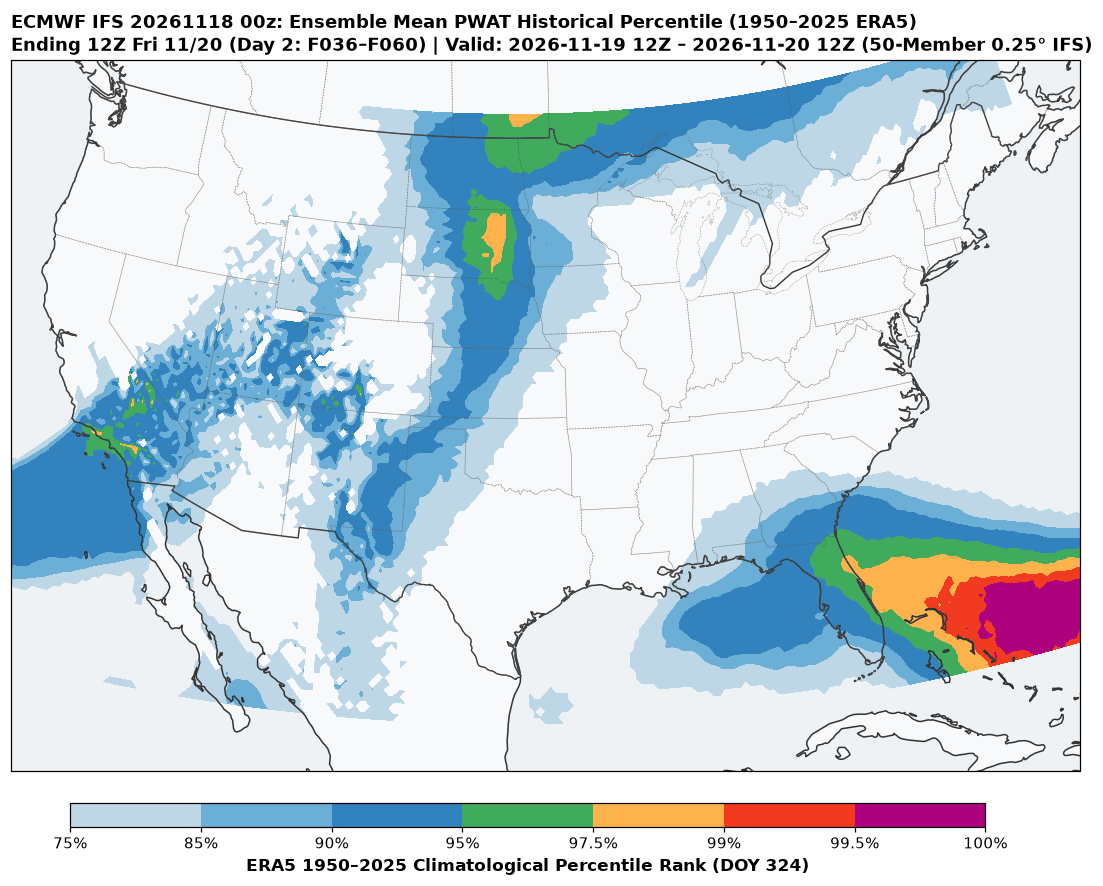 ECMWF IFS 20261118 00z: Ensemble Mean PWAT Historical Percentile (1950–2025 ERA5)
Ending 12Z Fri 11/20 (Day 2: F036–F060) | Valid: 2026-11-19 12Z – 2026-11-20 12Z (50-Member 0.25° IFS)
75% 85% 90% 95% 97.5% 99% 99.5% 100%
ERA5 1950–2025 Climatological Percentile Rank (DOY 324)